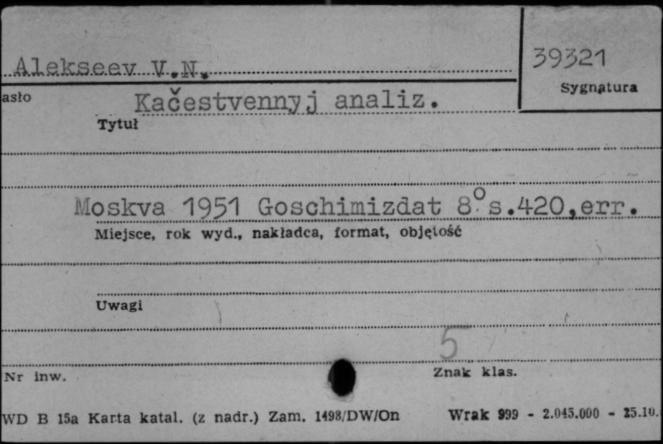 39321
Alekseev V.N.
Sygnatura
asło
Kačestvennyj analiz.
Tytuł
Moskva 1951 Goschimizdat 8° s.420,err.
Miejsce, rok wyd., nakładca, format, objętość
Uwagi
5
Nr inw.
Znak klas.
WD B 15a Karta katal. (z nadr.) Zam. 1498/DW/On Wrak 999 - 2.045.000 - 25.10.